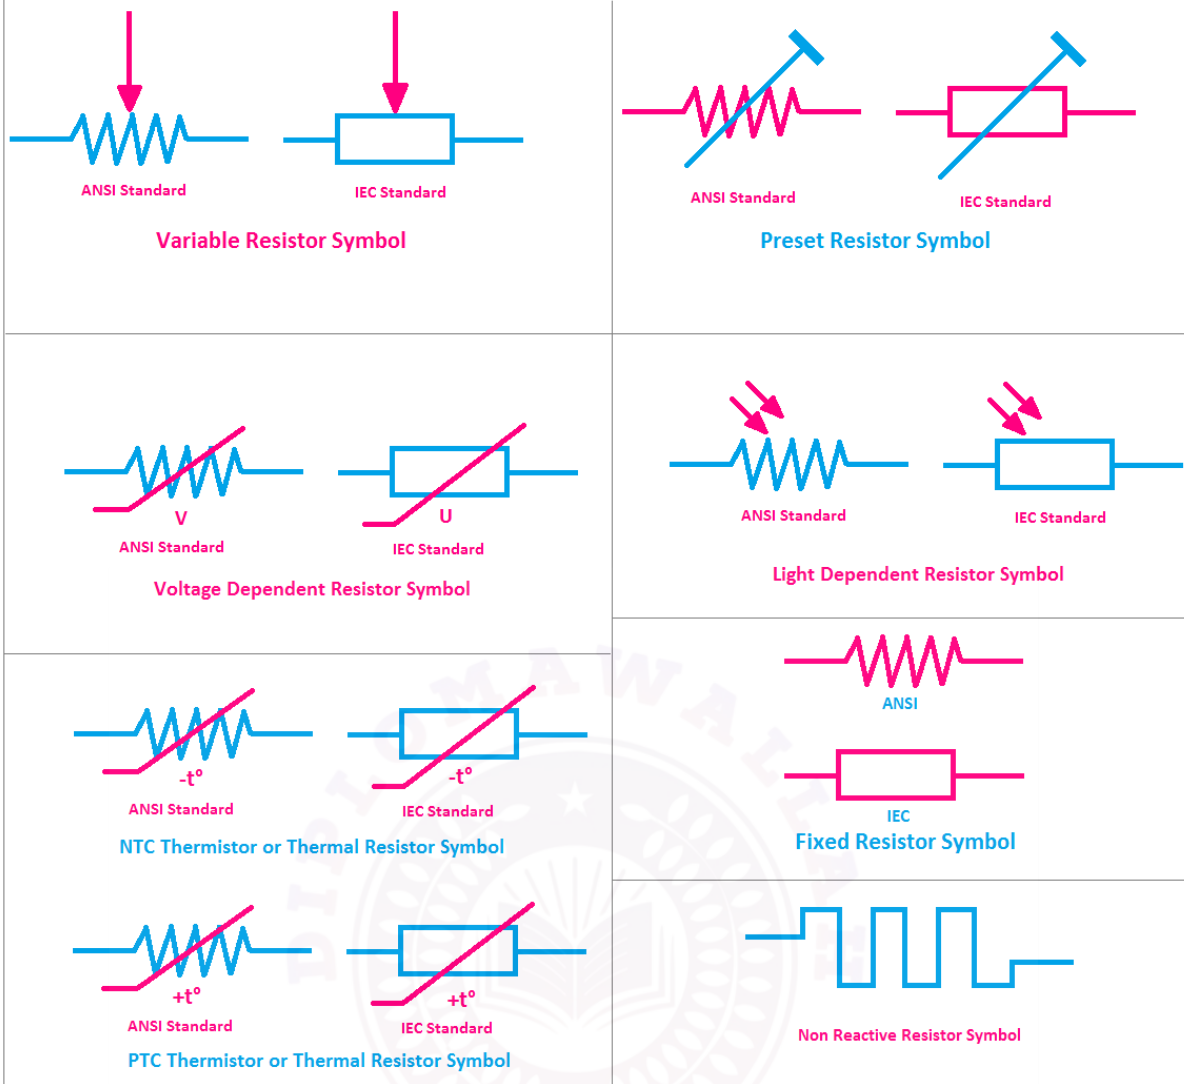 ANSI Standard
IEC Standard
Variable Resistor Symbol
ANSI Standard
IEC Standard
Preset Resistor Symbol
V
U
ANSI Standard
IEC Standard
Voltage Dependent Resistor Symbol
ANSI Standard
IEC Standard
Light Dependent Resistor Symbol
-t°
-t°
ANSI Standard
IEC Standard
NTC Thermistor or Thermal Resistor Symbol
+t°
+t°
ANSI Standard
IEC Standard
PTC Thermistor or Thermal Resistor Symbol
ANSI
IEC
Fixed Resistor Symbol
Non Reactive Resistor Symbol
DIPLOMAWALLAH